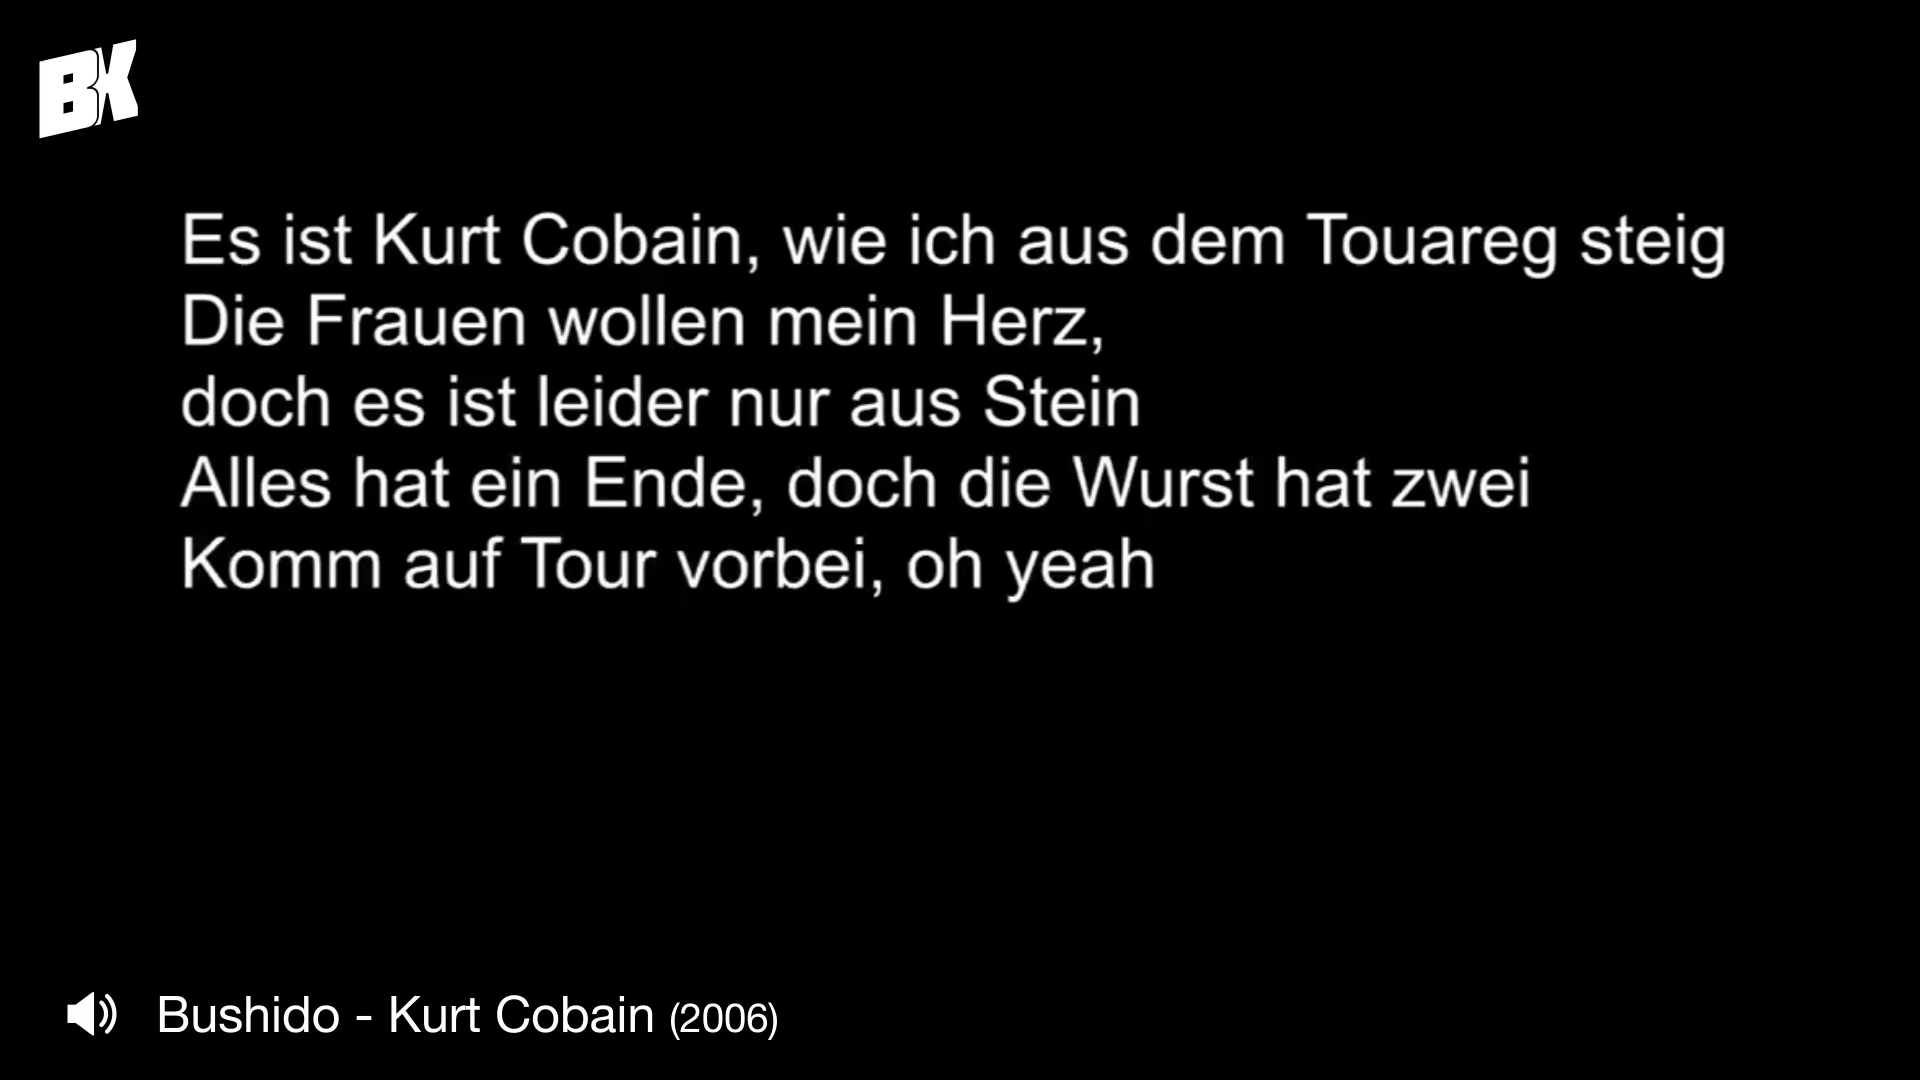 BK
Es ist Kurt Cobain, wie ich aus dem Touareg steig
Die Frauen wollen mein Herz,
doch es ist leider nur aus Stein
Alles hat ein Ende, doch die Wurst hat zwei
Komm auf Tour vorbei, oh yeah
Bushido - Kurt Cobain (2006)